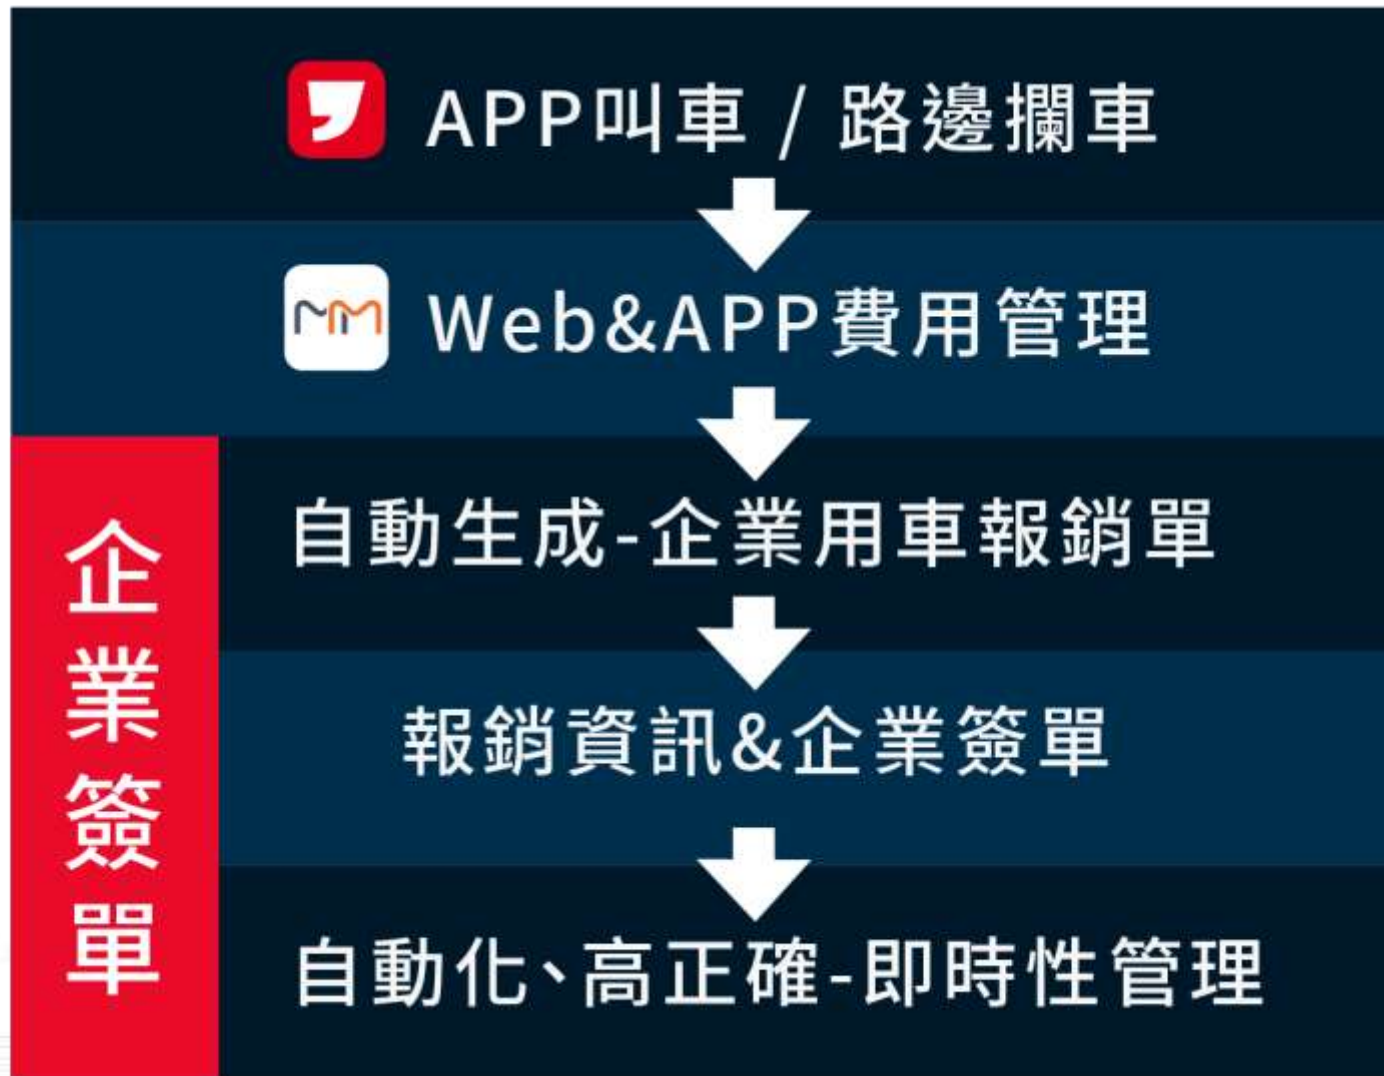 APP叫車 / 路邊攔車
Web&APP費用管理
企業簽單
自動生成-企業用車報銷單
報銷資訊&企業簽單
自動化、高正確-即時性管理